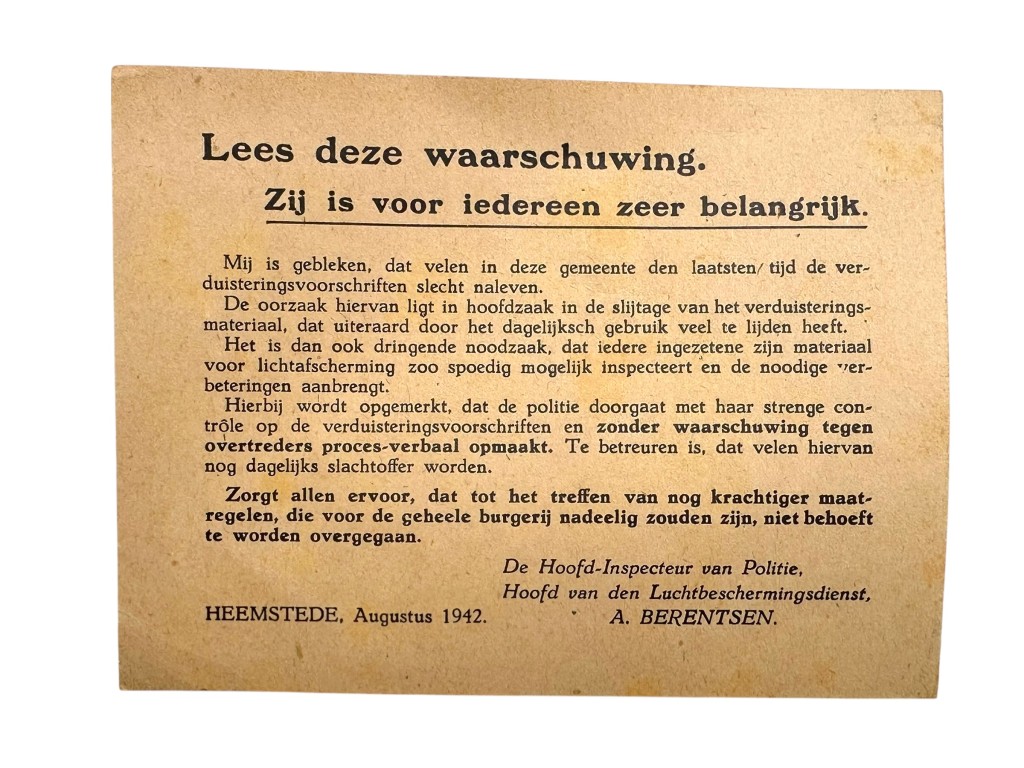 Lees deze waarschuwing.
Zij is voor iedereen zeer belangrijk.
Mij is gebleken, dat velen in deze gemeente den laatsten tijd de ver-
duisteringsvoorschriften slecht naleven.
De oorzaak hiervan ligt in hoofdzaak in de slijtage van het verduisterings-
materiaal, dat uiteraard door het dagelijksch gebruik veel te lijden heeft.
Het is dan ook dringende noodzaak, dat iedere ingezetene zijn materiaal
voor lichtafscherming zoo spoedig mogelijk inspecteert en de noodige ver-
beteringen aanbrengt.
Hierbij wordt opgemerkt, dat de politie doorgaat met haar strenge con-
trôle op de verduisteringsvoorschriften en zonder waarschuwing tegen
overtreders proces-verbaal opmaakt. Te betreuren is, dat velen hiervan
nog dagelijks slachtoffer worden.
Zorgt allen ervoor, dat tot het treffen van nog krachtiger maat-
regelen, die voor de geheele burgerij nadeelig zouden zijn, niet behoeft
te worden overgegaan.
De Hoofd-Inspecteur van Politie,
Hoofd van den Luchtbeschermingsdienst,
HEEMSTEDE, Augustus 1942. A. BERENTSEN.